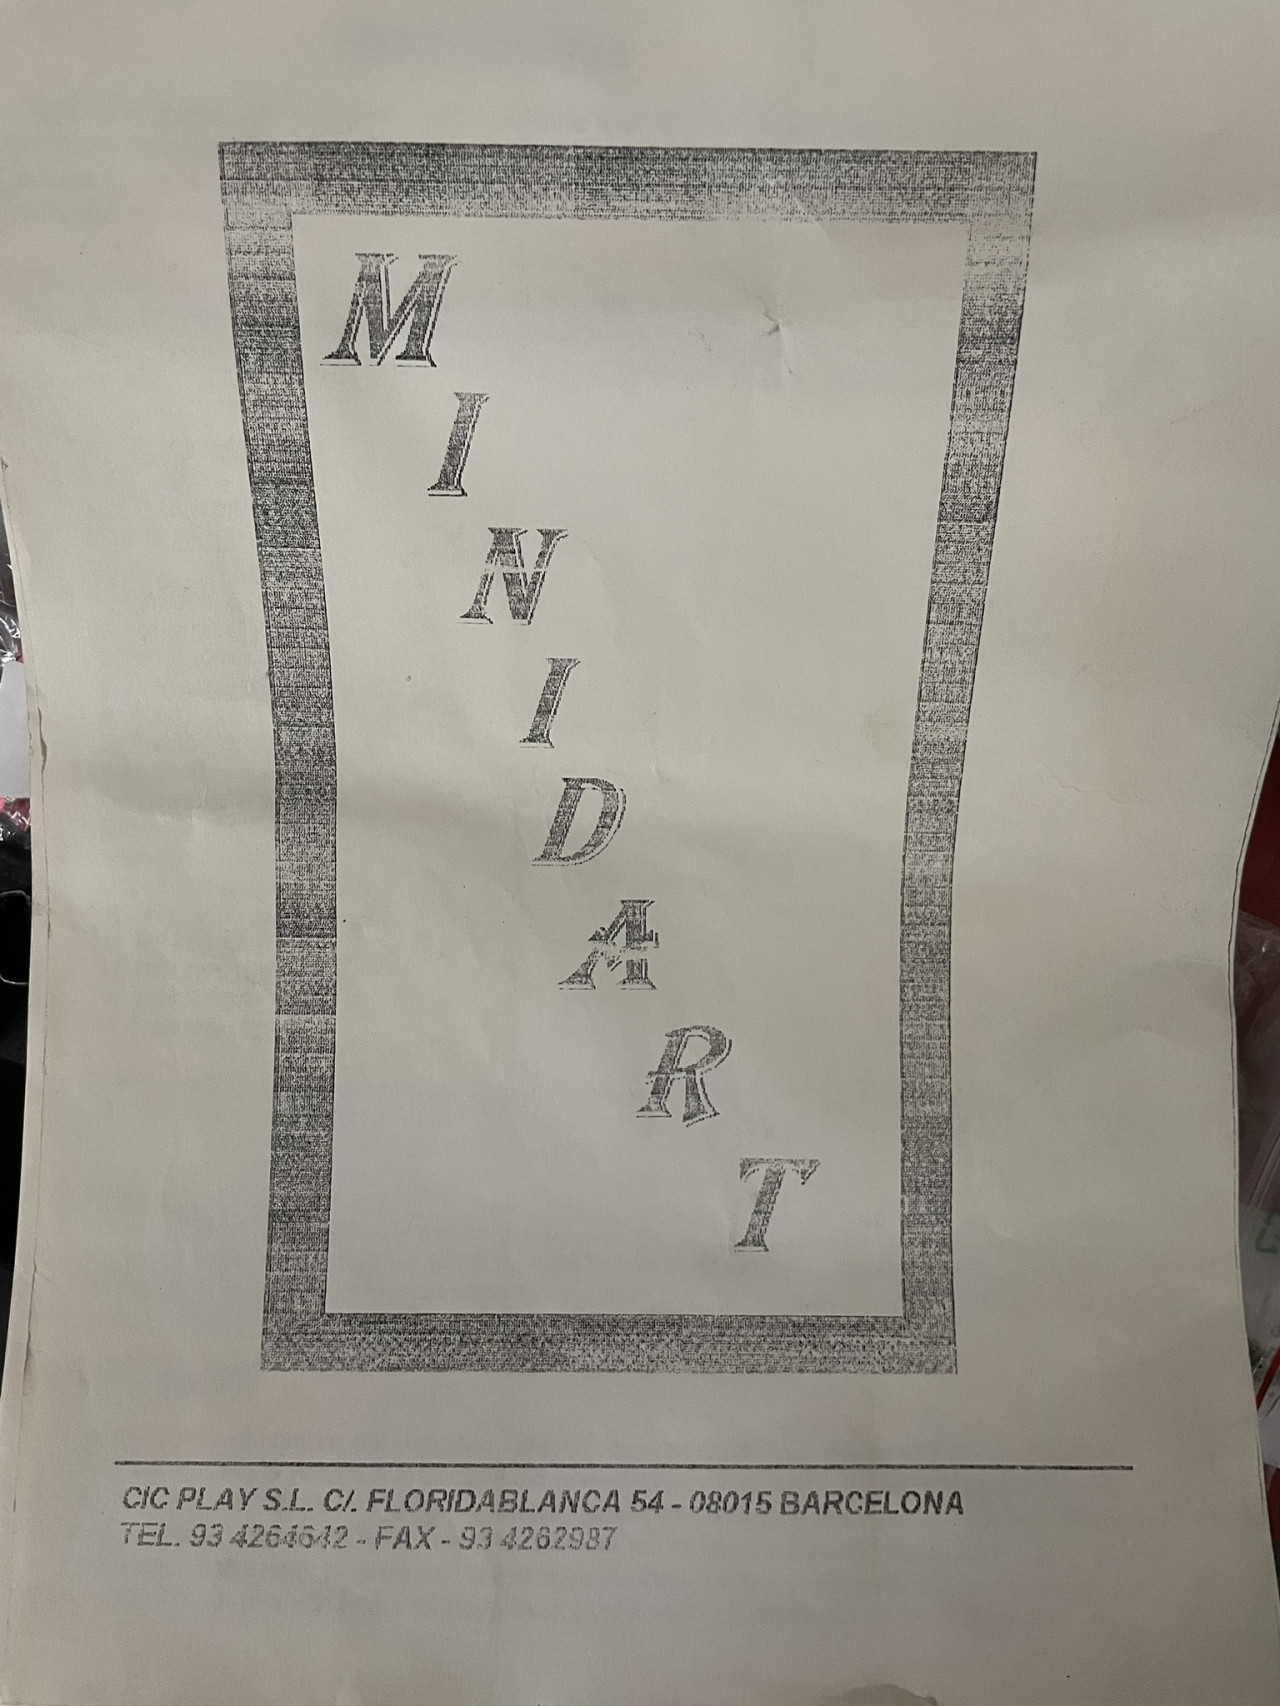 MINIDART
CIC PLAY S.L. C/. FLORIDABLANCA 54 - 08015 BARCELONA
TEL. 93 4264642 - FAX - 93 4262987